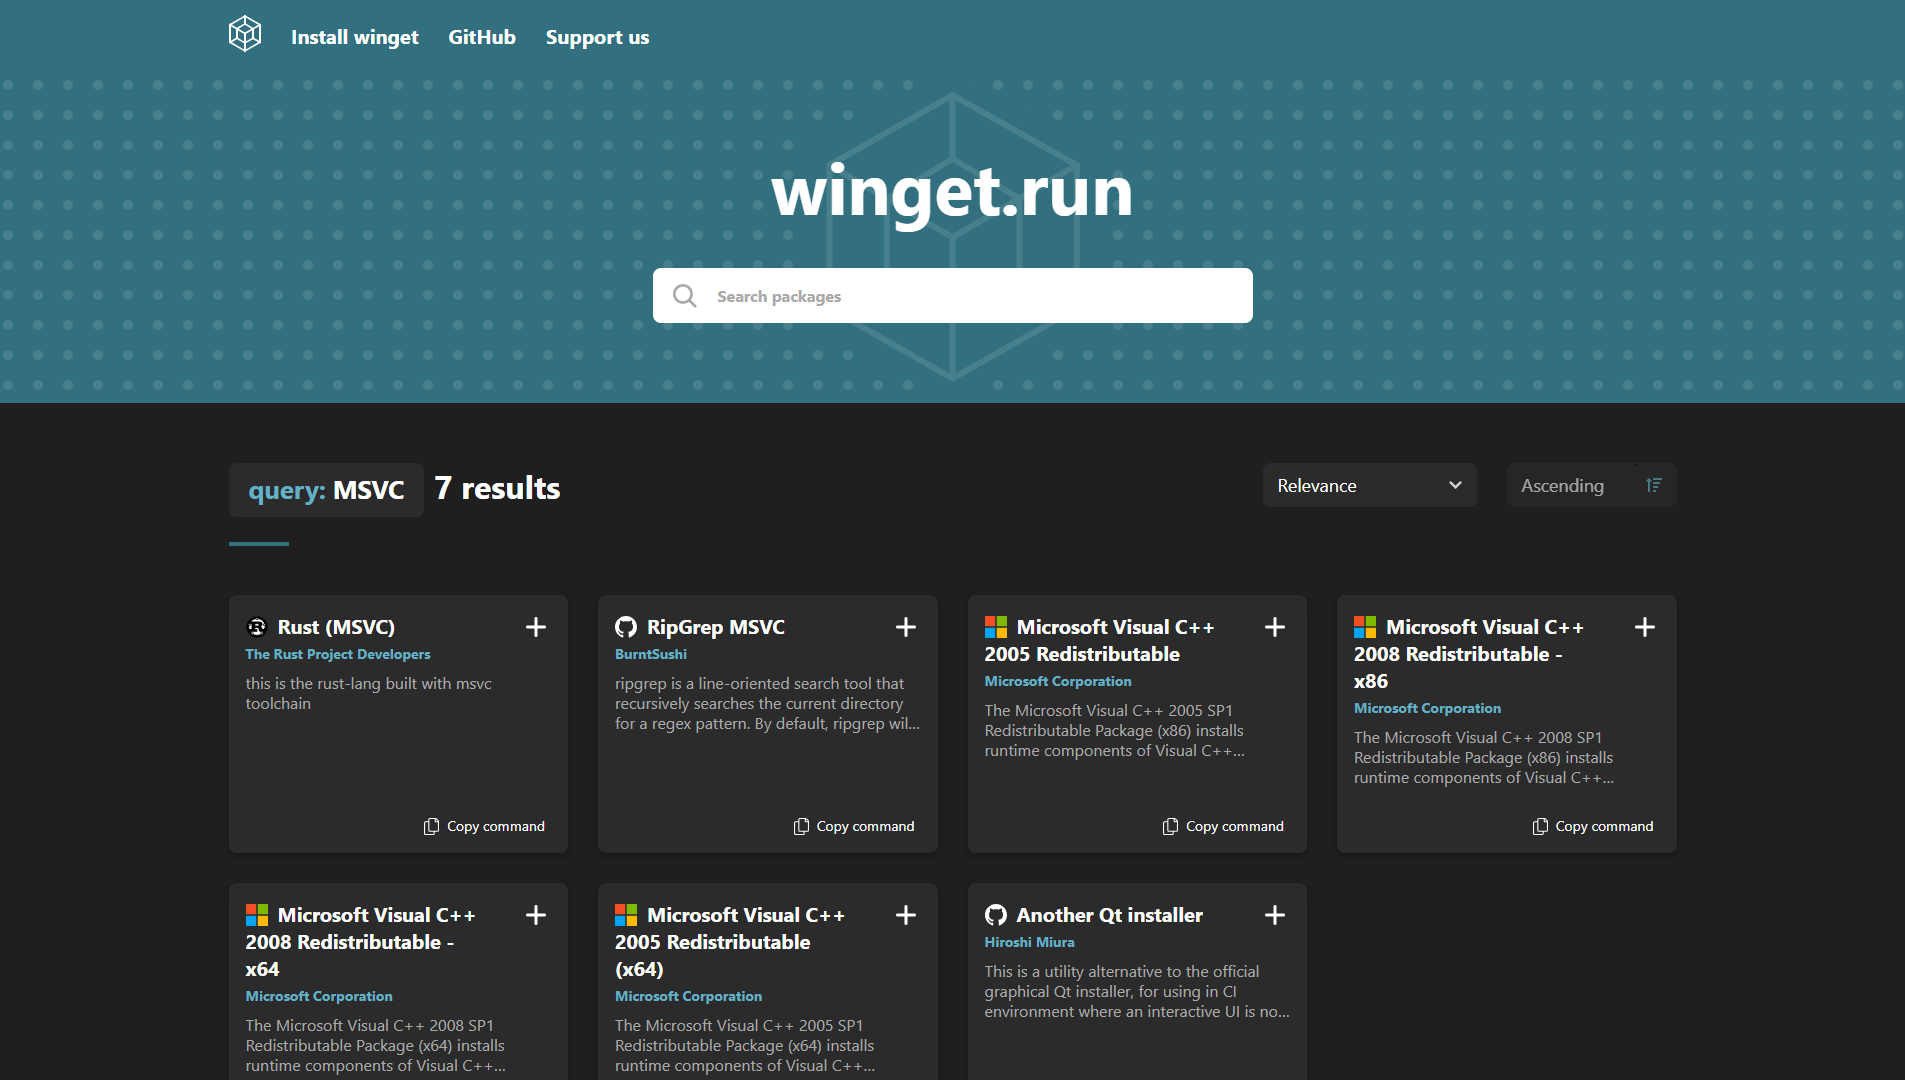 Install winget GitHub Support us
winget.run
Search packages
query: MSVC 7 results
Relevance
Ascending
Rust (MSVC)
The Rust Project Developers
this is the rust-lang built with msvc
toolchain
Copy command
RipGrep MSVC
BurntSushi
ripgrep is a line-oriented search tool that
recursively searches the current directory
for a regex pattern. By default, ripgrep wil...
Copy command
Microsoft Visual C++
2005 Redistributable
Microsoft Corporation
The Microsoft Visual C++ 2005 SP1
Redistributable Package (x86) installs
runtime components of Visual C++...
Copy command
Microsoft Visual C++
2008 Redistributable -
x86
Microsoft Corporation
The Microsoft Visual C++ 2008 SP1
Redistributable Package (x86) installs
runtime components of Visual C++...
Copy command
Microsoft Visual C++
2008 Redistributable -
x64
Microsoft Corporation
The Microsoft Visual C++ 2008 SP1
Redistributable Package (x64) installs
runtime components of Visual C++...
Microsoft Visual C++
2005 Redistributable
(x64)
Microsoft Corporation
The Microsoft Visual C++ 2005 SP1
Redistributable Package (x64) installs
runtime components of Visual C++...
Another Qt installer
Hiroshi Miura
This is a utility alternative to the official
graphical Qt installer, for using in CI
environment where an interactive UI is no...